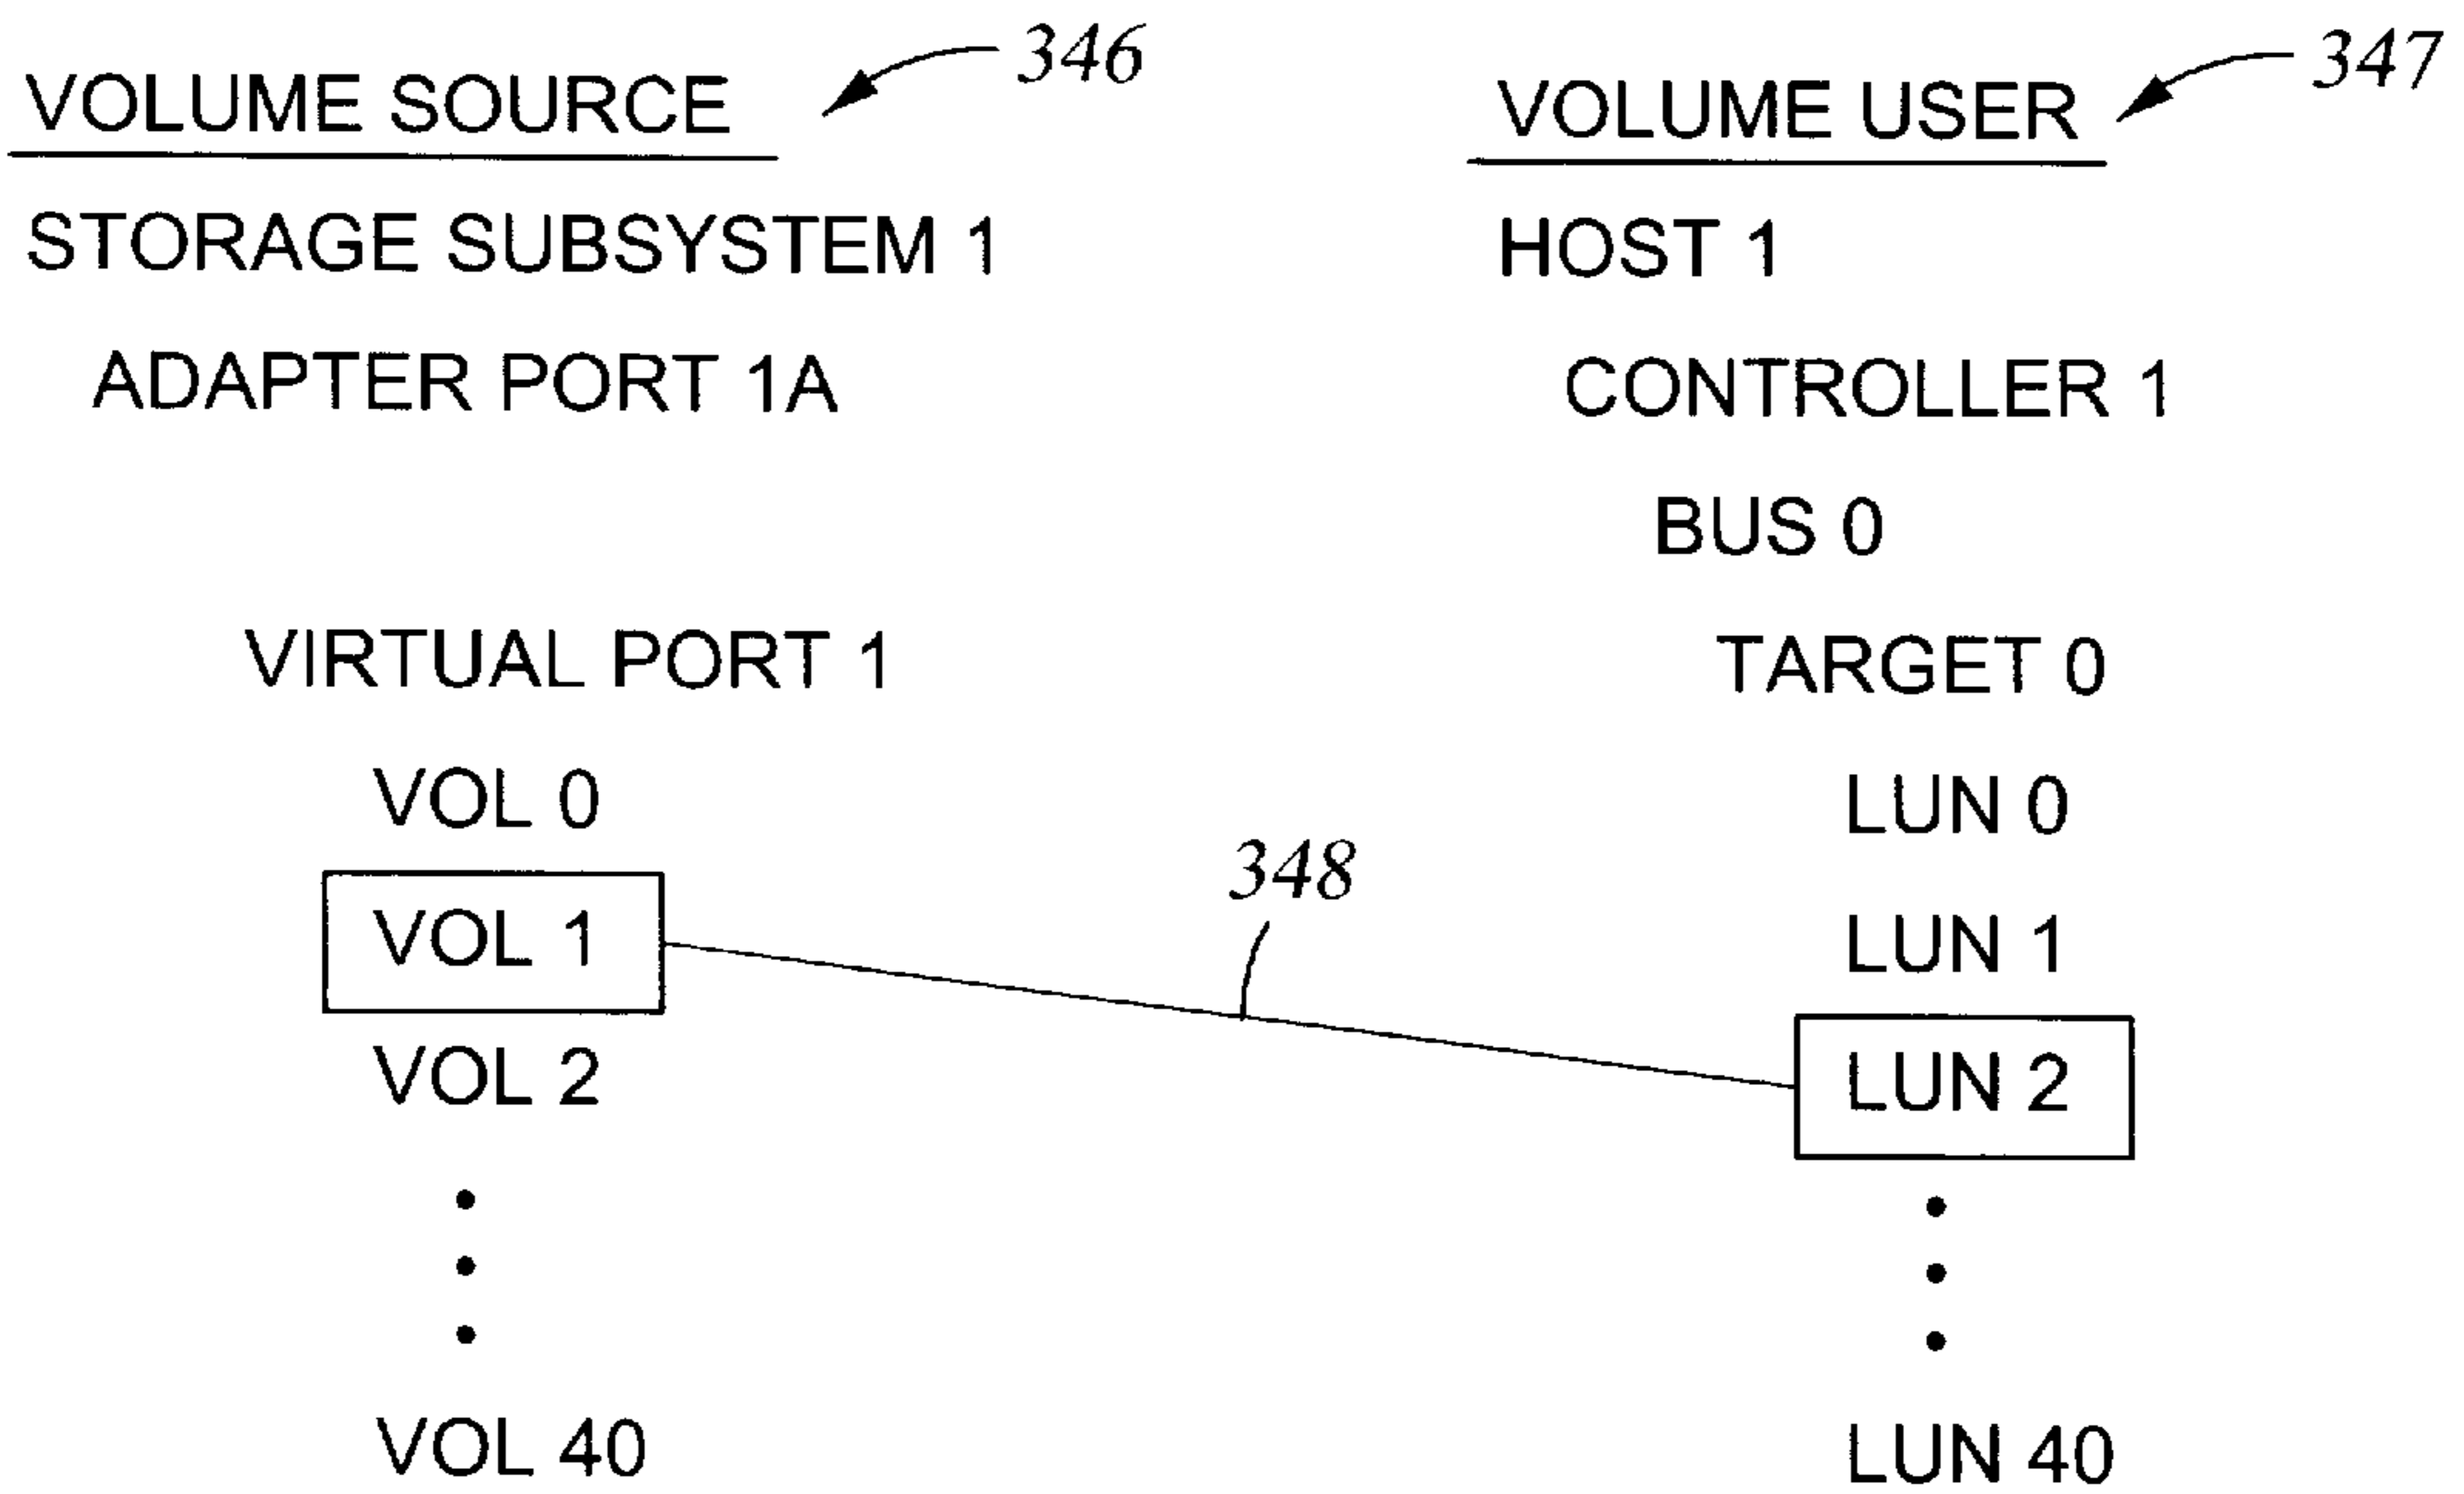 VOLUME SOURCE 346
VOLUME USER 347
STORAGE SUBSYSTEM 1
HOST 1
ADAPTER PORT 1A
CONTROLLER 1
BUS 0
VIRTUAL PORT 1
TARGET 0
VOL 0
LUN 0
348
VOL 1
LUN 1
VOL 2
LUN 2
VOL 40
LUN 40